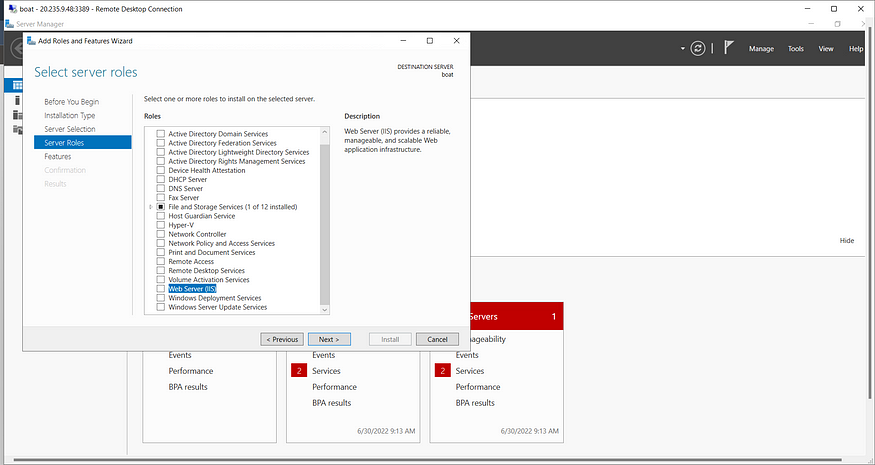 boat - 20.235.9.48:3389 - Remote Desktop Connection
Server Manager
Manage Tools View Help
Add Roles and Features Wizard
Select server roles
DESTINATION SERVER
boat
Before You Begin
Installation Type
Server Selection
Server Roles
Features
Confirmation
Results
Select one or more roles to install on the selected server.
Roles
Active Directory Domain Services
Active Directory Federation Services
Active Directory Lightweight Directory Services
Active Directory Rights Management Services
Device Health Attestation
DHCP Server
DNS Server
Fax Server
File and Storage Services (1 of 12 installed)
Host Guardian Service
Hyper-V
Network Controller
Network Policy and Access Services
Print and Document Services
Remote Access
Remote Desktop Services
Volume Activation Services
Web Server (IIS)
Windows Deployment Services
Windows Server Update Services
Description
Web Server (IIS) provides a reliable,
manageable, and scalable Web
application infrastructure.
< Previous
Next >
Install
Cancel
Hide
Events
Performance
BPA results
Events
2 Services
Performance
BPA results
6/30/2022 9:13 AM
Servers 1
nageability
Events
2 Services
Performance
BPA results
6/30/2022 9:13 AM